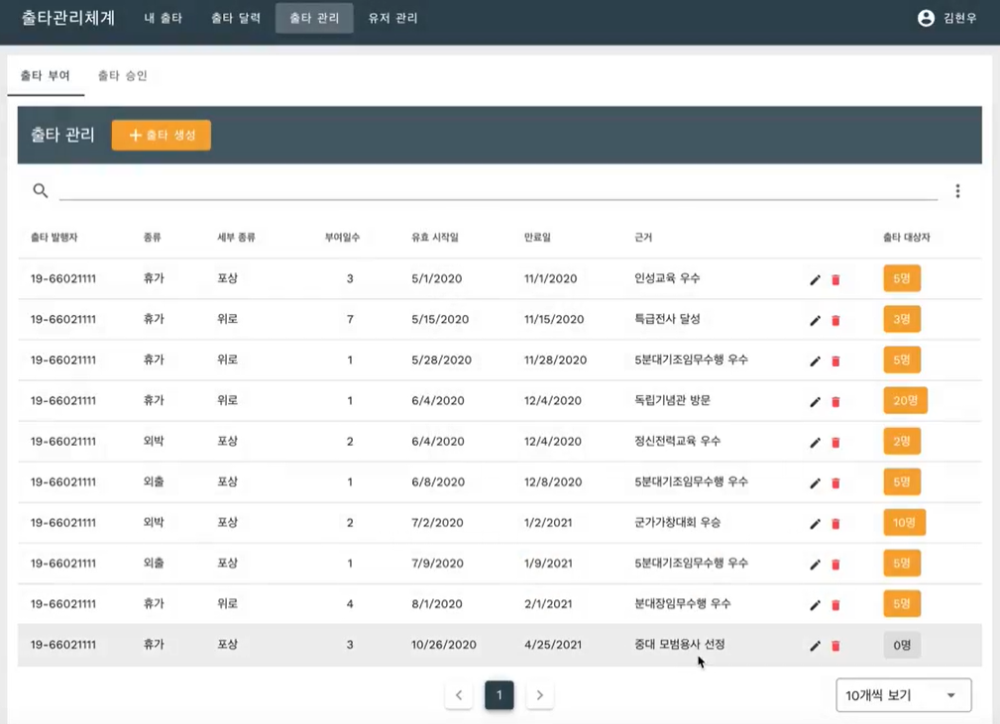 출타관리체계 내 출타 출타 달력 출타 관리 유저 관리 김현우
출타 부여 출타 승인
출타 관리 + 출타 생성
출타 발행자 종류 세부 종류 부여일수 유효 시작일 만료일 근거 출타 대상자
19-66021111 휴가 포상 3 5/1/2020 11/1/2020 인성교육 우수 5명
19-66021111 휴가 위로 7 5/15/2020 11/15/2020 특급전사 달성 3명
19-66021111 휴가 위로 1 5/28/2020 11/28/2020 5분대기조임무수행 우수 5명
19-66021111 휴가 위로 1 6/4/2020 12/4/2020 독립기념관 방문 20명
19-66021111 외박 포상 2 6/4/2020 12/4/2020 정신전력교육 우수 2명
19-66021111 외출 포상 1 6/8/2020 12/8/2020 5분대기조임무수행 우수 5명
19-66021111 외박 포상 2 7/2/2020 1/2/2021 군가가창대회 우승 10명
19-66021111 외출 포상 1 7/9/2020 1/9/2021 5분대기조임무수행 우수 5명
19-66021111 휴가 위로 4 8/1/2020 2/1/2021 분대장임무수행 우수 5명
19-66021111 휴가 포상 3 10/26/2020 4/25/2021 중대 모범용사 선정 0명
1 10개씩 보기